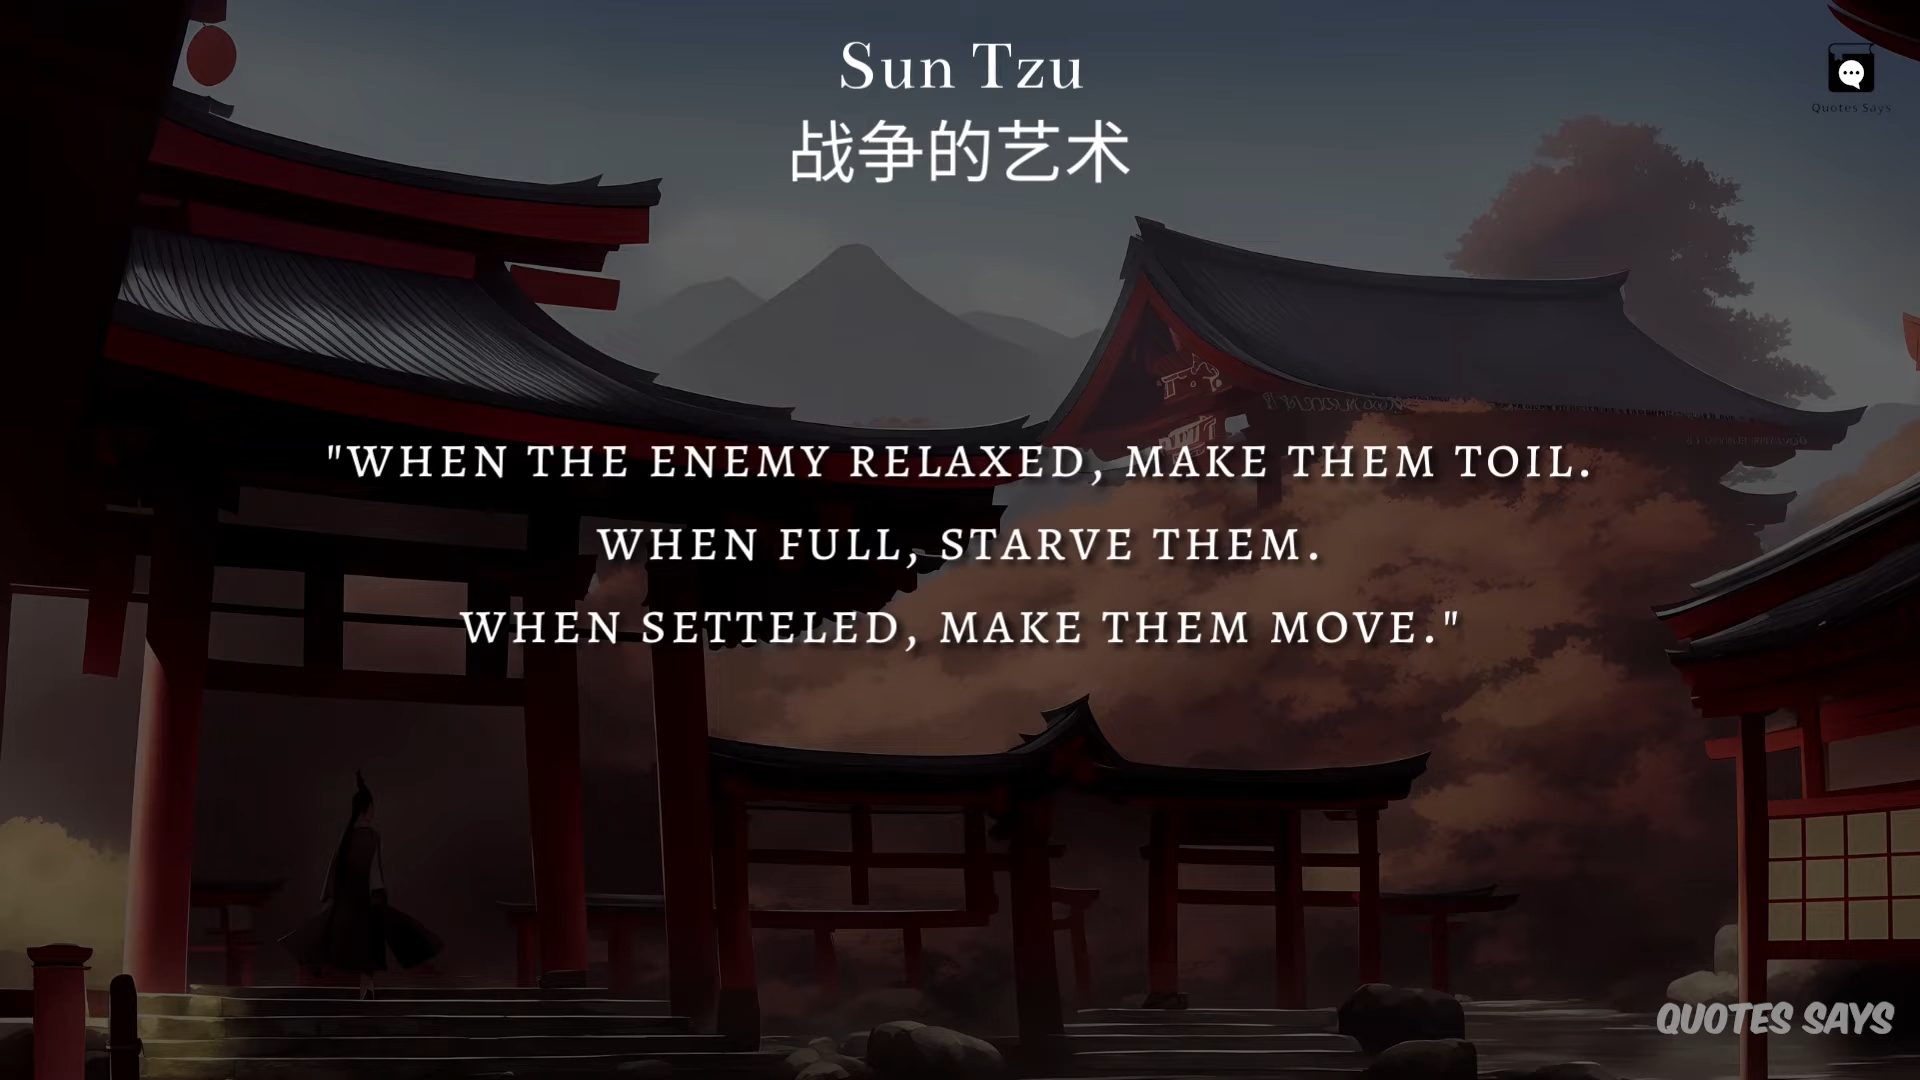 Sun Tzu
战争的艺术
Quotes Says
"WHEN THE ENEMY RELAXED, MAKE THEM TOIL.
WHEN FULL, STARVE THEM.
WHEN SETTELED, MAKE THEM MOVE."
QUOTES SAYS